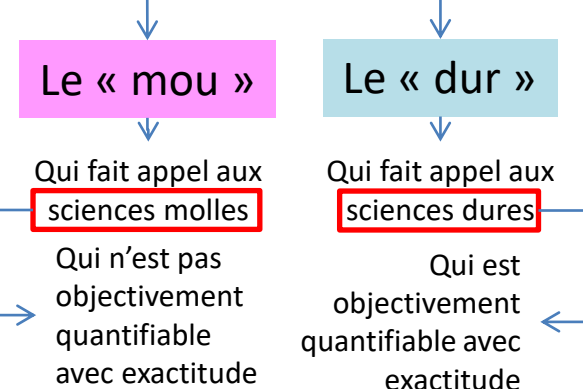 Le « mou »
Qui fait appel aux
sciences molles
Qui n’est pas
objectivement
quantifiable
avec exactitude
Le « dur »
Qui fait appel aux
sciences dures
Qui est
objectivement
quantifiable avec
exactitude